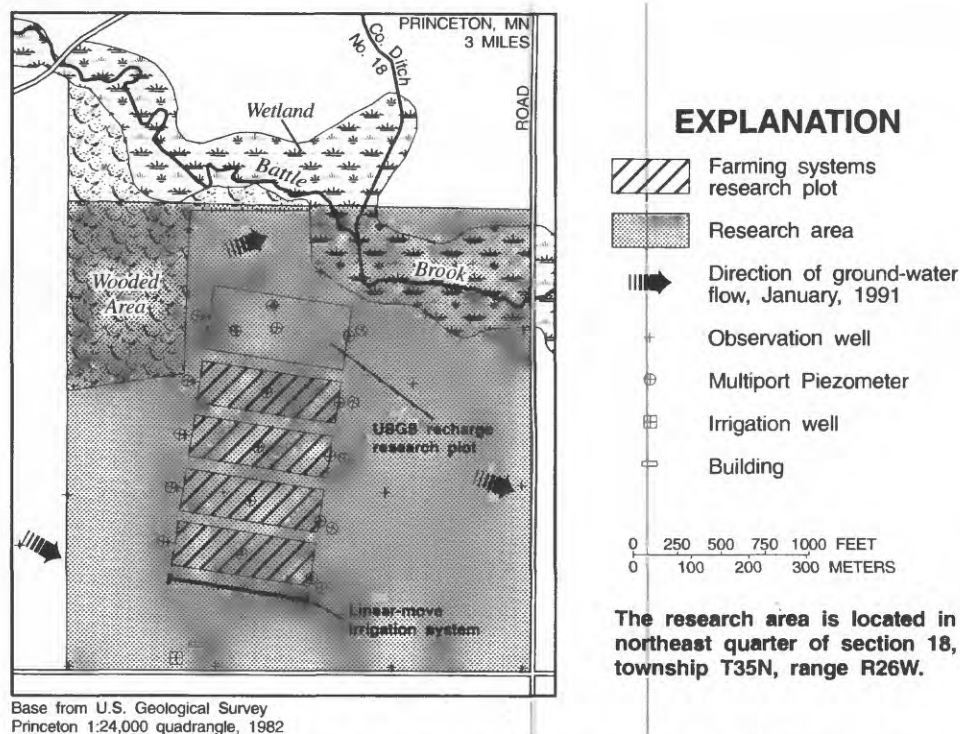 PRINCETON, MN
3 MILES
Co. Ditch
No. 18
ROAD
Wetland
Battle
Brook
Wooded
Area
USGS recharge
research plot
Linear-move
irrigation system
Base from U.S. Geological Survey
Princeton 1:24,000 quadrangle, 1982
EXPLANATION
Farming systems
research plot
Research area
Direction of ground-water
flow, January, 1991
Observation well
Multiport Piezometer
Irrigation well
Building
0 250 500 750 1000 FEET
0 100 200 300 METERS
The research area is located in
northeast quarter of section 18,
township T35N, range R26W.